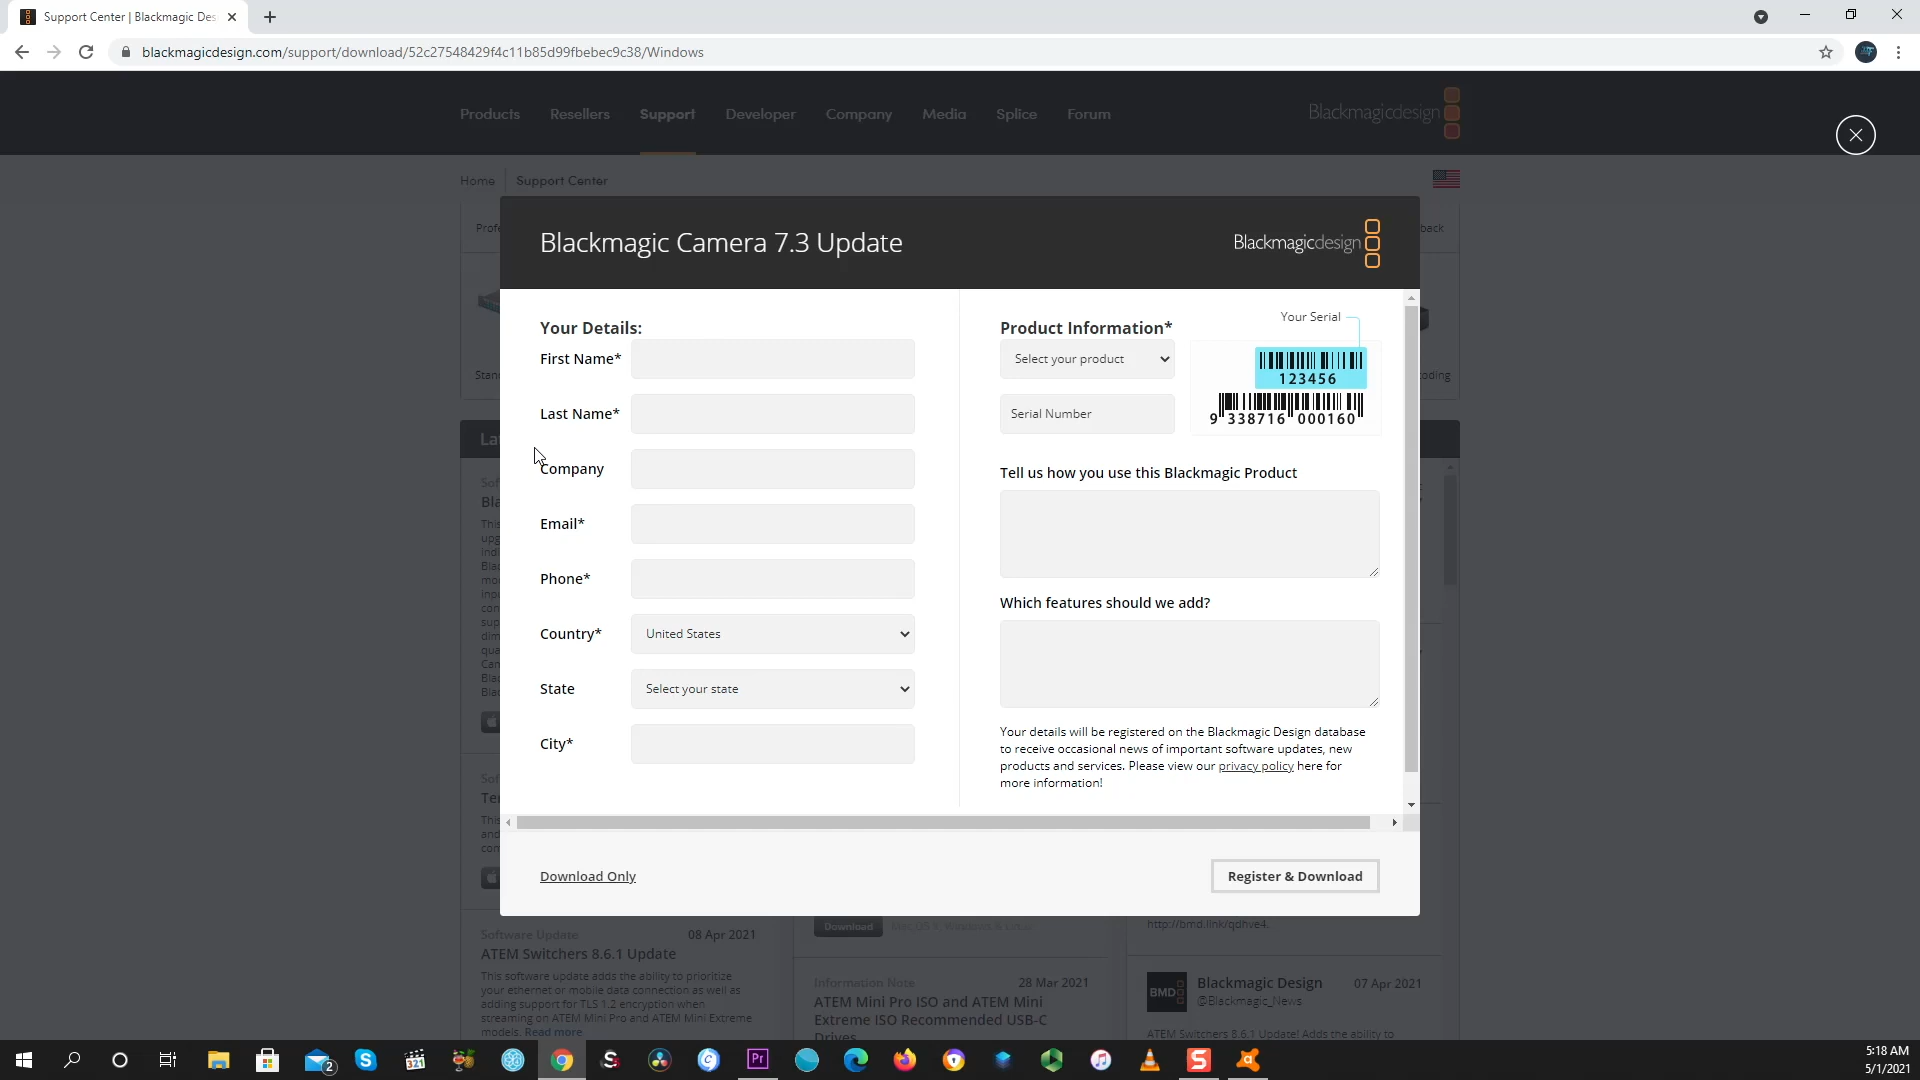 Support Center | Blackmagic Des
blackmagicdesign.com/support/download/52c27548429f4c11b85d99fbebec9c38/Windows
Products Resellers Support Developer Company Media Splice Forum
Blackmagicdesign
Home Support Center
Blackmagic Camera 7.3 Update
Blackmagicdesign
Your Details:
First Name*
Last Name*
Company
Email*
Phone*
Country* United States
State Select your state
City*
Product Information*
Your Serial
Select your product
123456
Serial Number
9 338716 000160
Tell us how you use this Blackmagic Product
Which features should we add?
Your details will be registered on the Blackmagic Design database
to receive occasional news of important software updates, new
products and services. Please view our privacy policy here for
more information!
Download Only
Register & Download
Software Update 08 Apr 2021
ATEM Switchers 8.6.1 Update
This software update adds the ability to prioritize
your ethernet or mobile data connection as well as
adding support for TLS 1.2 encryption when
streaming on ATEM Mini Pro and ATEM Mini Extreme
models. Read more
Download
Information Note 28 Mar 2021
ATEM Mini Pro ISO and ATEM Mini
Extreme ISO Recommended USB-C
Drives
http://bmd.link/qdhve4.
BMD
Blackmagic Design 07 Apr 2021
@Blackmagic_News
ATEM Switchers 8.6.1 Update! Adds the ability to
321
2
Pr
5:18 AM
5/1/2021